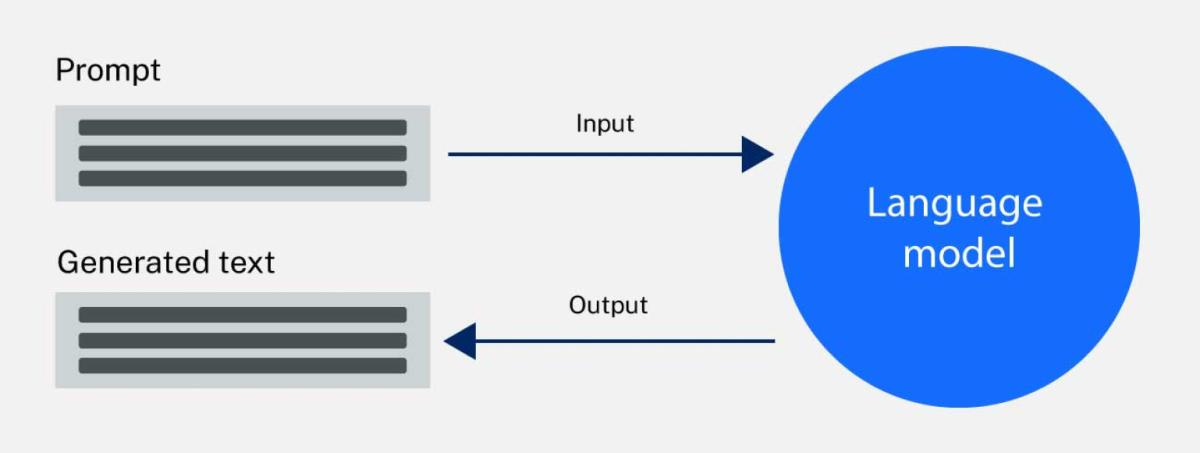 Prompt
Input
Generated text
Output
Language
model